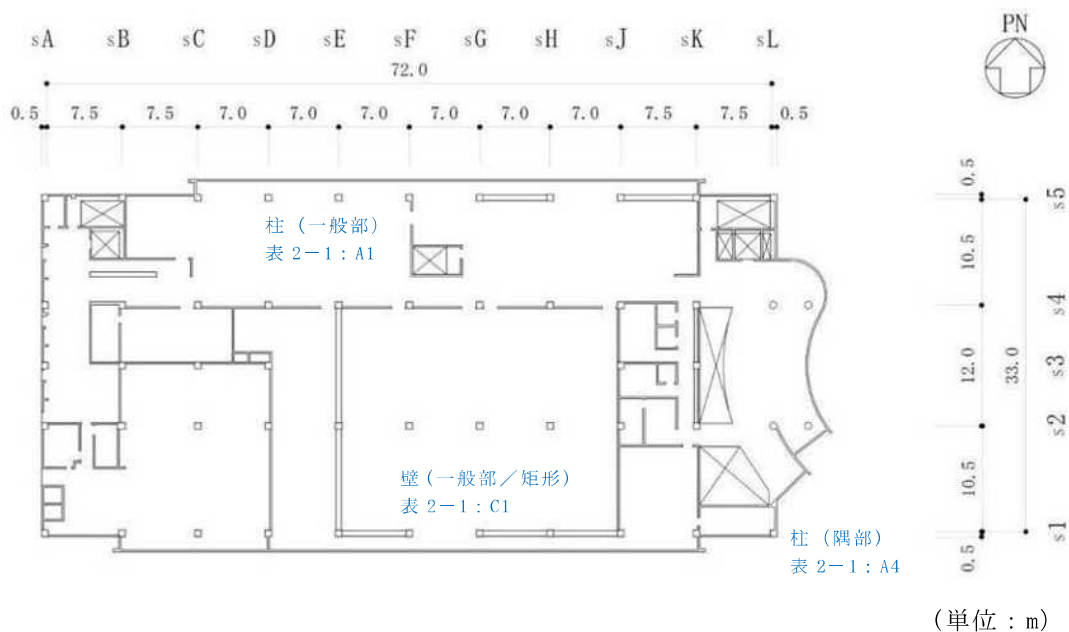 PN
sA sB sC sD sE sF sG sH sJ sK sL
72.0
0.5 7.5 7.5 7.0 7.0 7.0 7.0 7.0 7.0 7.5 7.5 0.5
0.5
s5
10.5
s4
12.0
33.0
s3
s2
10.5
s1
0.5
柱（一般部）
表2－1：A1
壁（一般部／矩形）
表2－1：C1
柱（隅部）
表2－1：A4
（単位：m）